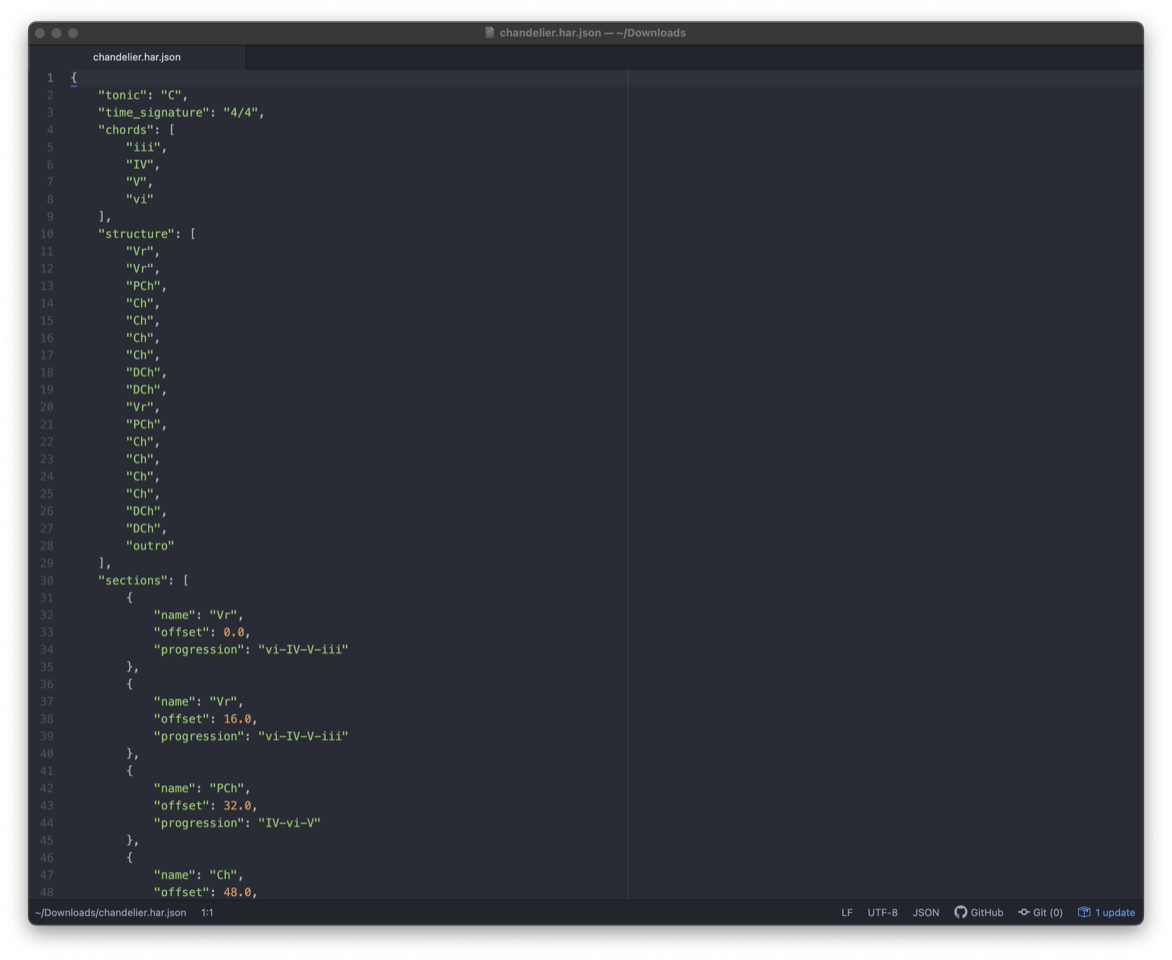 chandelier.har.json — ~/Downloads
chandelier.har.json
1 {
2     "tonic": "C",
3     "time_signature": "4/4",
4     "chords": [
5         "iii",
6         "IV",
7         "V",
8         "vi"
9     ],
10     "structure": [
11         "Vr",
12         "Vr",
13         "PCh",
14         "Ch",
15         "Ch",
16         "Ch",
17         "Ch",
18         "DCh",
19         "DCh",
20         "Vr",
21         "PCh",
22         "Ch",
23         "Ch",
24         "Ch",
25         "Ch",
26         "DCh",
27         "DCh",
28         "outro"
29     ],
30     "sections": [
31         {
32             "name": "Vr",
33             "offset": 0.0,
34             "progression": "vi-IV-V-iii"
35         },
36         {
37             "name": "Vr",
38             "offset": 16.0,
39             "progression": "vi-IV-V-iii"
40         },
41         {
42             "name": "PCh",
43             "offset": 32.0,
44             "progression": "IV-vi-V"
45         },
46         {
47             "name": "Ch",
48             "offset": 48.0,
~/Downloads/chandelier.har.json 1:1 LF UTF-8 JSON GitHub Git (0) 1 update